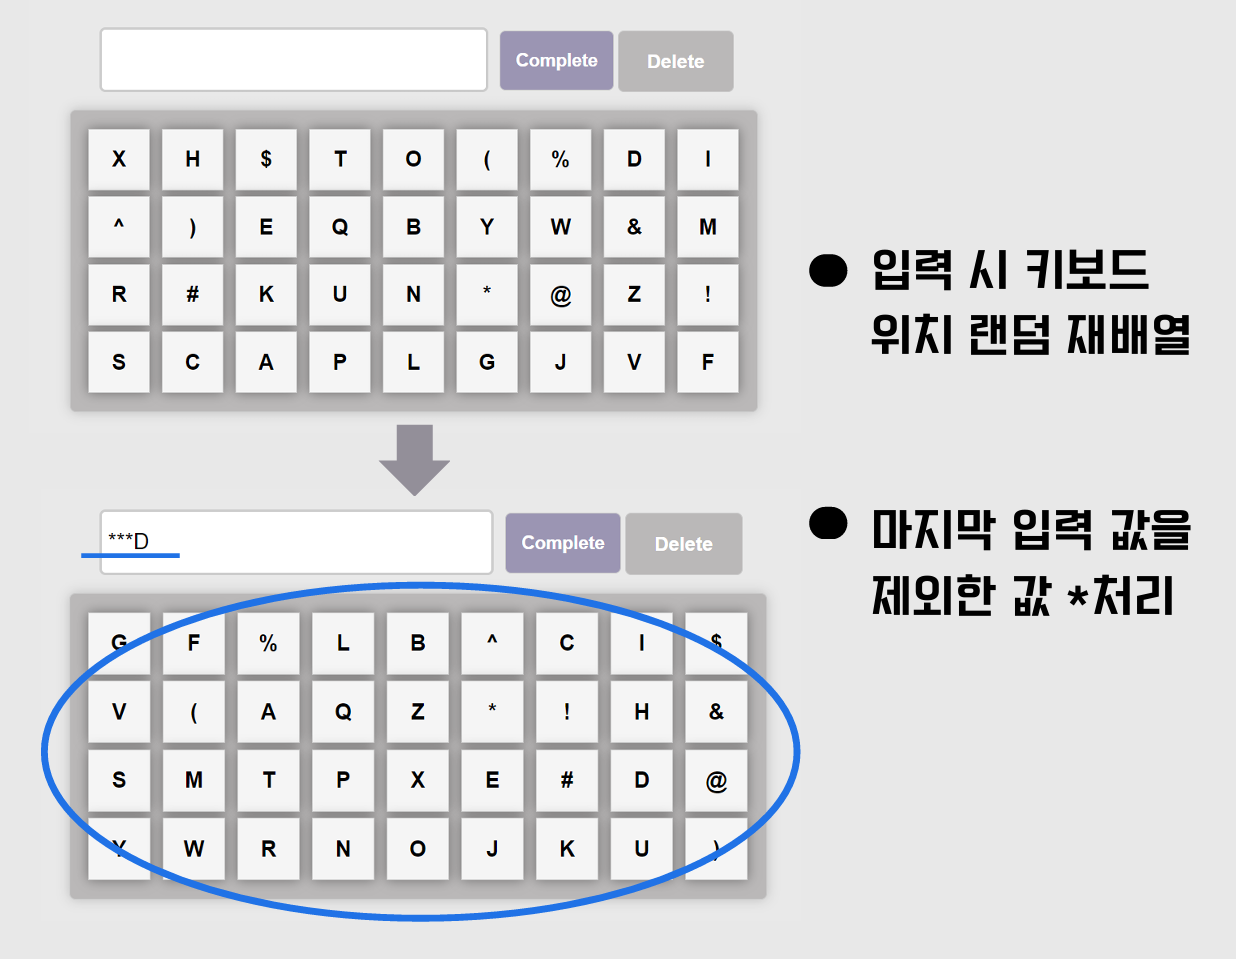 Complete Delete
X H $ T O ( % D I
^ ) E Q B Y W & M
R # K U N * @ Z !
S C A P L G J V F
● 입력 시 키보드
위치 랜덤 재배열
***D Complete Delete
G F % L B ^ C I $
V ( A Q Z * ! H &
S M T P X E # D @
Y W R N O J K U )
● 마지막 입력 값을
제외한 값 *처리